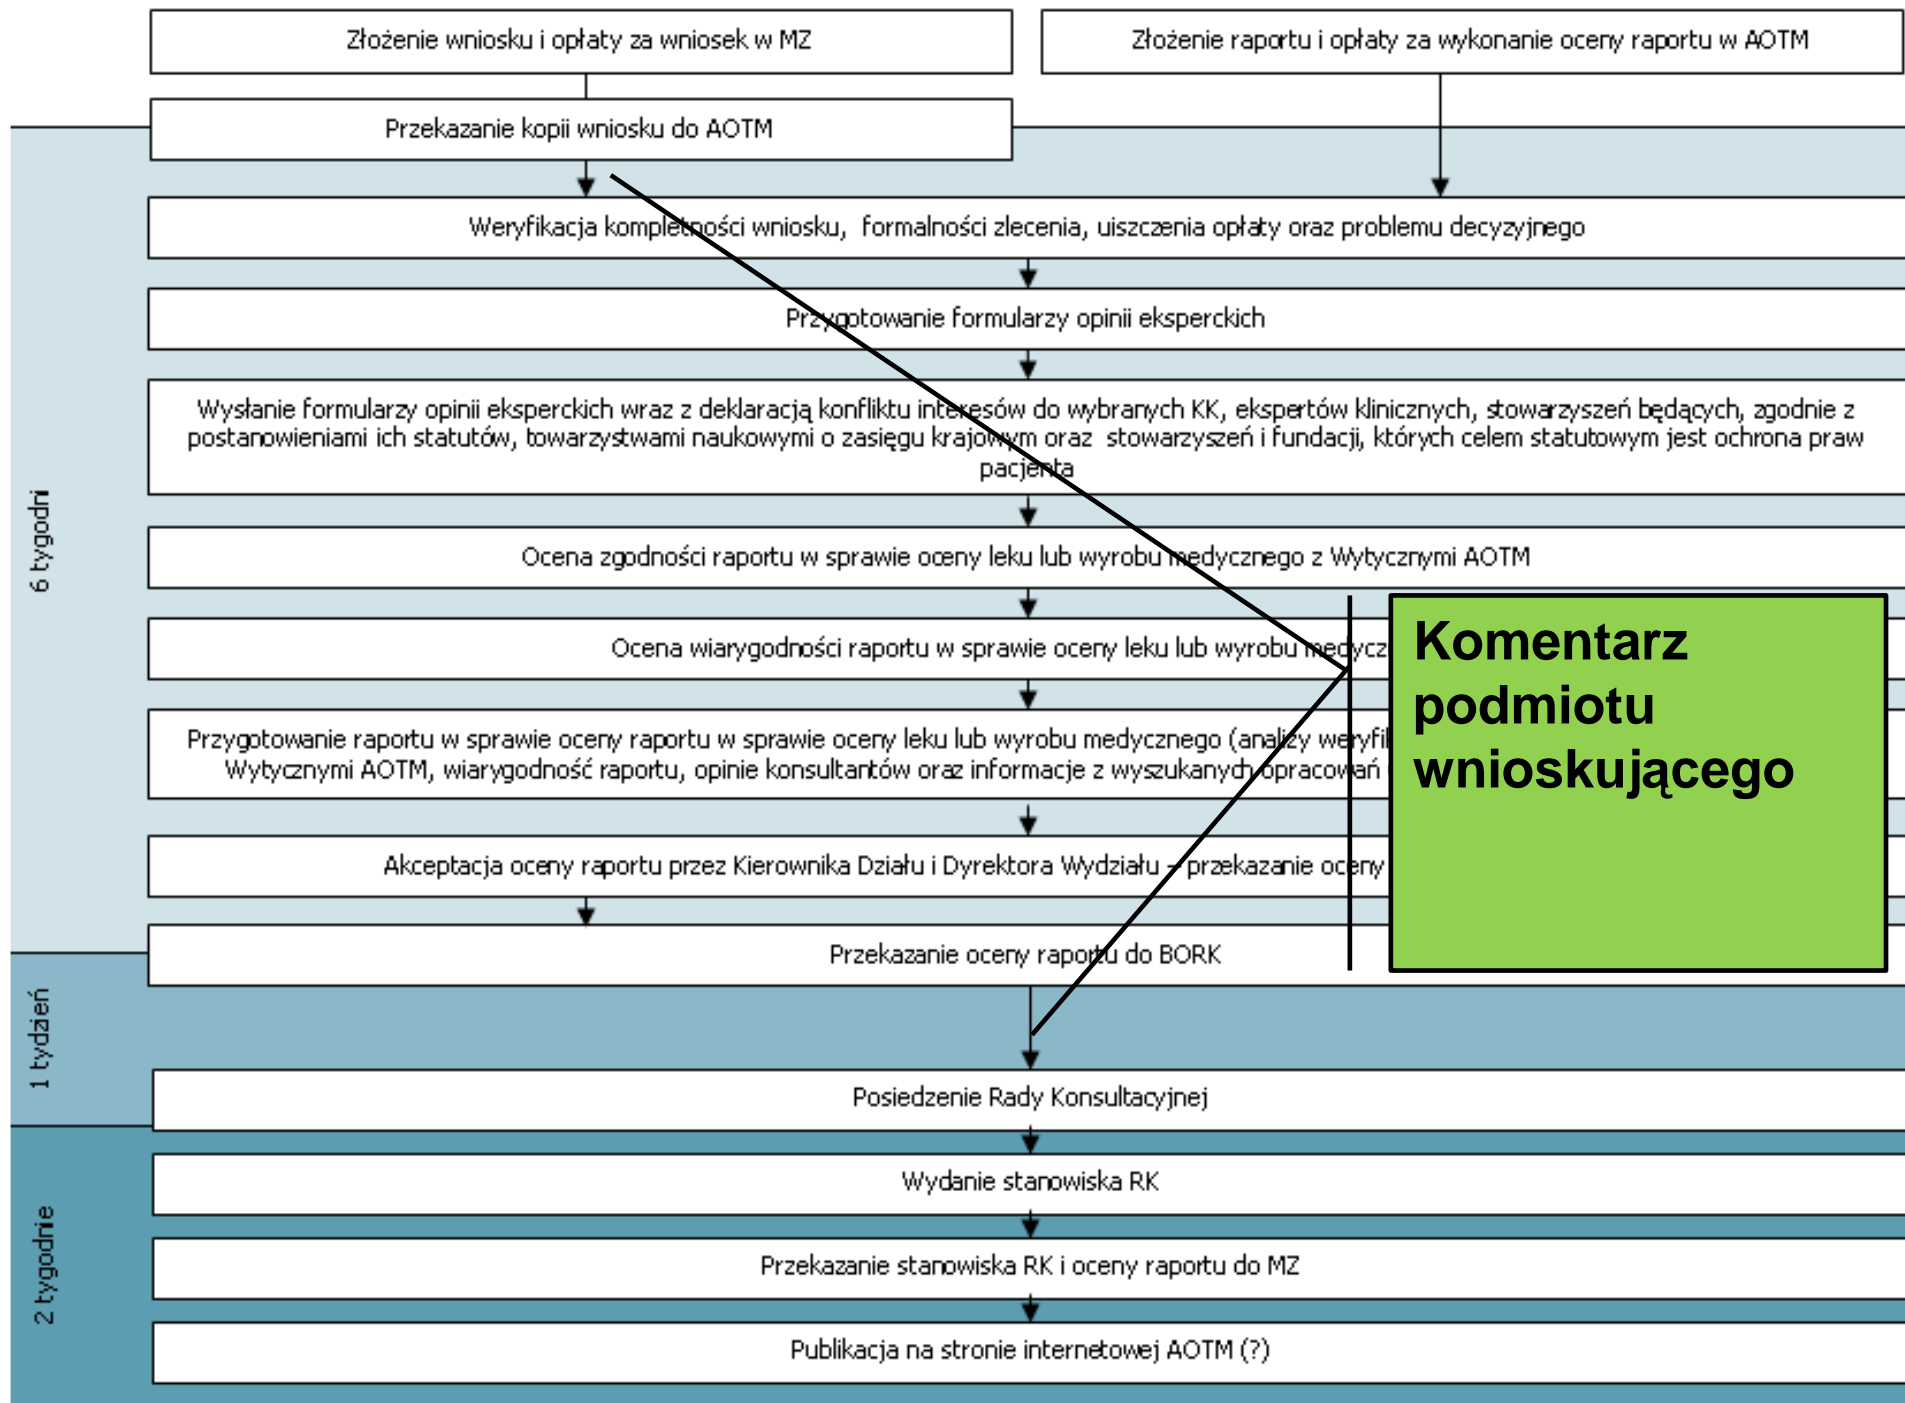 Złożenie wniosku i opłaty za wniosek w MZ
Złożenie raportu i opłaty za wykonanie oceny raportu w AOTM
Przekazanie kopii wniosku do AOTM
Weryfikacja kompletności wniosku, formalności zlecenia, uiszczenia opłaty oraz problemu decyzyjnego
Przygotowanie formularzy opinii eksperckich
Wysłanie formularzy opinii eksperckich wraz z deklaracją konfliktu interesów do wybranych KK, ekspertów klinicznych, stowarzyszeń będących, zgodnie z
postanowieniami ich statutów, towarzystwami naukowymi o zasięgu krajowym oraz stowarzyszeń i fundacji, których celem statutowym jest ochrona praw
pacjenta
6 tygodni
Ocena zgodności raportu w sprawie oceny leku lub wyrobu medycznego z Wytycznymi AOTM
Ocena wiarygodności raportu w sprawie oceny leku lub wyrobu medycz
Komentarz
podmiotu
wnioskującego
Przygotowanie raportu w sprawie oceny raportu w sprawie oceny leku lub wyrobu medycznego (analizy weryfik
Wytycznymi AOTM, wiarygodność raportu, opinie konsultantów oraz informacje z wyszukanych opracowań
Akceptacja oceny raportu przez Kierownika Działu i Dyrektora Wydziału – przekazanie oceny
Przekazanie oceny raportu do BORK
1 tydzień
Posiedzenie Rady Konsultacyjnej
2 tygodnie
Wydanie stanowiska RK
Przekazanie stanowiska RK i oceny raportu do MZ
Publikacja na stronie internetowej AOTM (?)